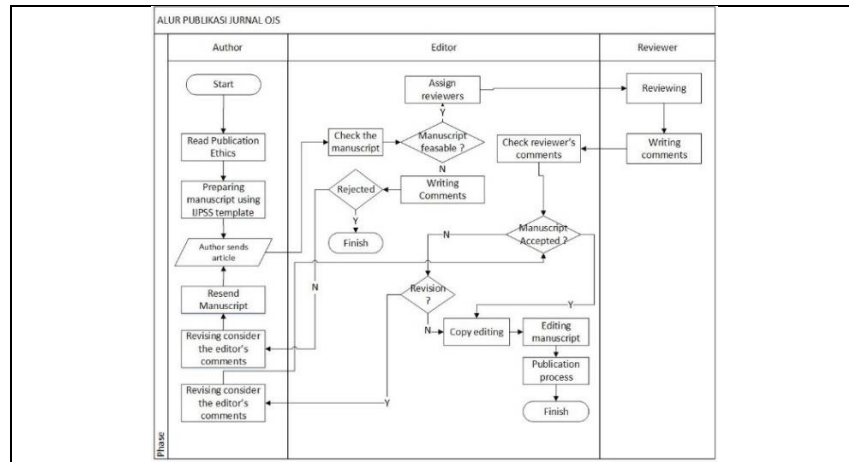 ALUR PUBLIKASI JURNAL OJS
Author
Editor
Reviewer
Start
Read Publication
Ethics
Preparing
manuscript using
IJPSS template
Author sends
article
Resend
Manuscript
Revising consider
the editor's
comments
Revising consider
the editor's
comments
Check the
manuscript
Manuscript
feasable ?
Y
Assign
reviewers
N
Writing
Comments
Rejected
Y
Finish
N
Reviewing
Writing
comments
Check reviewer's
comments
Manuscript
Accepted ?
N
Y
Revision
?
N
Y
Copy editing
Editing
manuscript
Publication
process
Finish
Phase